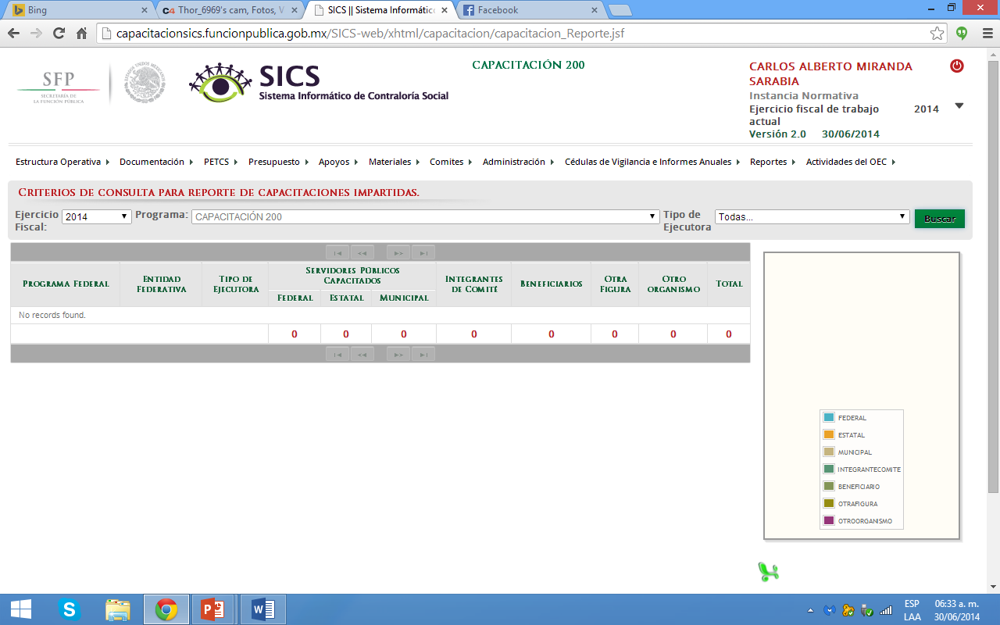 Bing
C4 Thor_6969's cam, Fotos, V
SICS || Sistema Informátic
Facebook
capacitacionsics.funcionpublica.gob.mx/SICS-web/xhtml/capacitacion/capacitacion_Reporte.jsf
SFP
SECRETARÍA DE
LA FUNCIÓN PÚBLICA
ESTADOS UNIDOS MEXICANOS
SICS
Sistema Informático de Contraloría Social
CAPACITACIÓN 200
CARLOS ALBERTO MIRANDA
SARABIA
Instancia Normativa
Ejercicio fiscal de trabajo 2014
actual
Versión 2.0 30/06/2014
Estructura Operativa Documentación PETCS Presupuesto Apoyos Materiales Comites Administración Cédulas de Vigilancia e Informes Anuales Reportes Actividades del OEC
CRITERIOS DE CONSULTA PARA REPORTE DE CAPACITACIONES IMPARTIDAS.
Ejercicio
Fiscal:
2014
Programa:
CAPACITACIÓN 200
Tipo de
Ejecutora
Todas...
Buscar
PROGRAMA FEDERAL
ENTIDAD
FEDERATIVA
TIPO DE
EJECUTORA
SERVIDORES PÚBLICOS
CAPACITADOS
FEDERAL ESTATAL MUNICIPAL
INTEGRANTES
DE COMITÉ
BENEFICIARIOS
OTRA
FIGURA
OTRO
ORGANISMO
TOTAL
No records found.
0 0 0 0 0 0 0 0
FEDERAL
ESTATAL
MUNICIPAL
INTEGRANTECOMITE
BENEFICIARIO
OTRAFIGURA
OTROORGANISMO
ESP
LAA
06:33 a. m.
30/06/2014